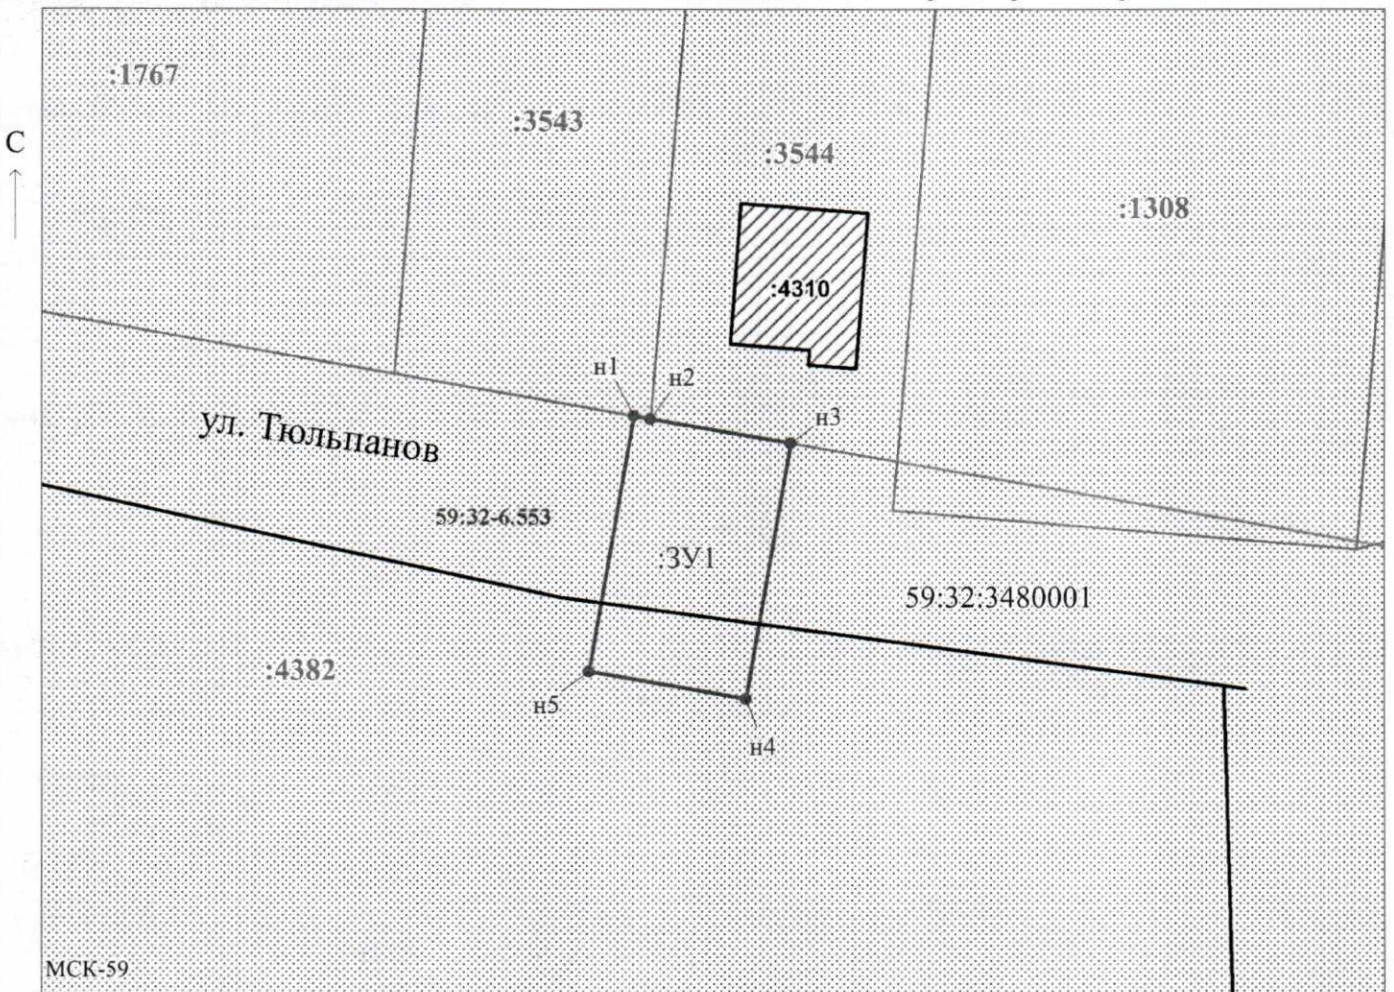 :1767
:3543
:3544
:1308
С
:4310
н1
н2
н3
ул. Тюльпанов
59:32-6.553
:ЗУ1
59:32:3480001
:4382
н5
н4
МСК-59